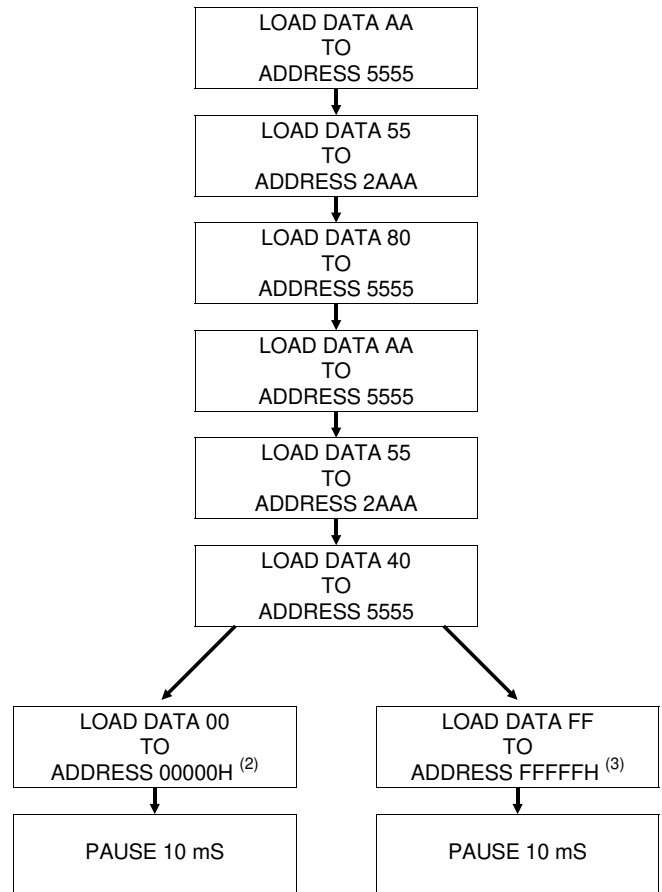 LOAD DATA AA
TO
ADDRESS 5555
LOAD DATA 55
TO
ADDRESS 2AAA
LOAD DATA 80
TO
ADDRESS 5555
LOAD DATA AA
TO
ADDRESS 5555
LOAD DATA 55
TO
ADDRESS 2AAA
LOAD DATA 40
TO
ADDRESS 5555
LOAD DATA 00
TO
ADDRESS 00000H (2)
PAUSE 10 mS
LOAD DATA FF
TO
ADDRESS FFFFFH (3)
PAUSE 10 mS